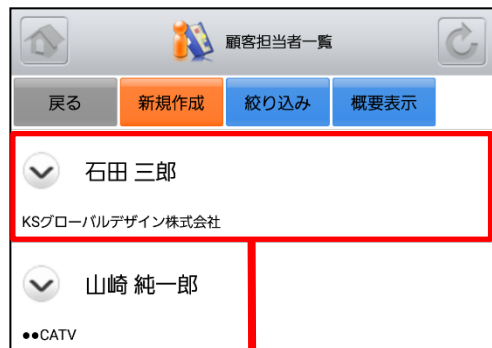 顧客担当者一覧
戻る 新規作成 絞り込み 概要表示
石田 三郎
KSグローバルデザイン株式会社
山崎 純一郎
●●CATV